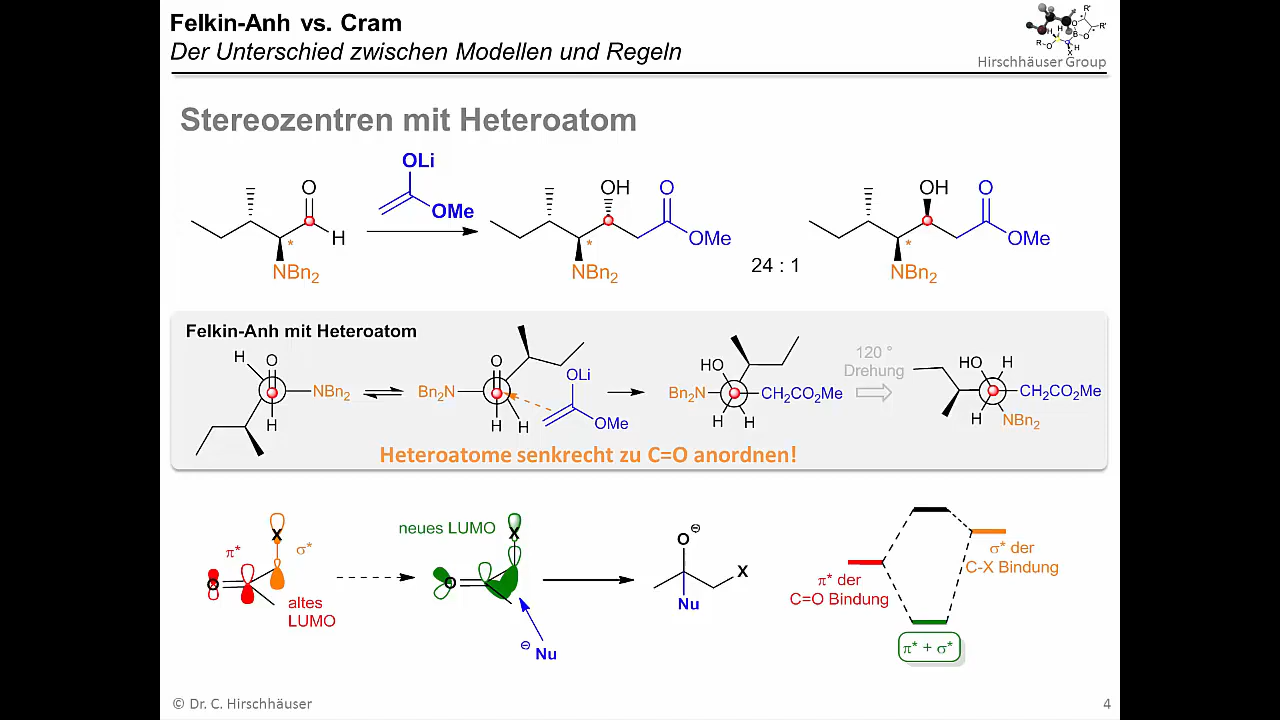 Felkin-Anh vs. Cram
Der Unterschied zwischen Modellen und Regeln
Hirschhäuser Group
Stereozentren mit Heteroatom
OLi
OMe
O
H
*
NBn2
OH
O
OMe
*
NBn2
24 : 1
OH
O
OMe
*
NBn2
Felkin-Anh mit Heteroatom
H
O
NBn2
H
O
Bn2N
H
H
OLi
OMe
HO
Bn2N
CH2CO2Me
H
H
120 °
Drehung
HO
H
CH2CO2Me
H
NBn2
Heteroatome senkrecht zu C=O anordnen!
X
π*
σ*
O
altes
LUMO
neues LUMO
X
O
⊖
Nu
⊖
O
X
Nu
π* der
C=O Bindung
σ* der
C-X Bindung
π* + σ*
© Dr. C. Hirschhäuser
4